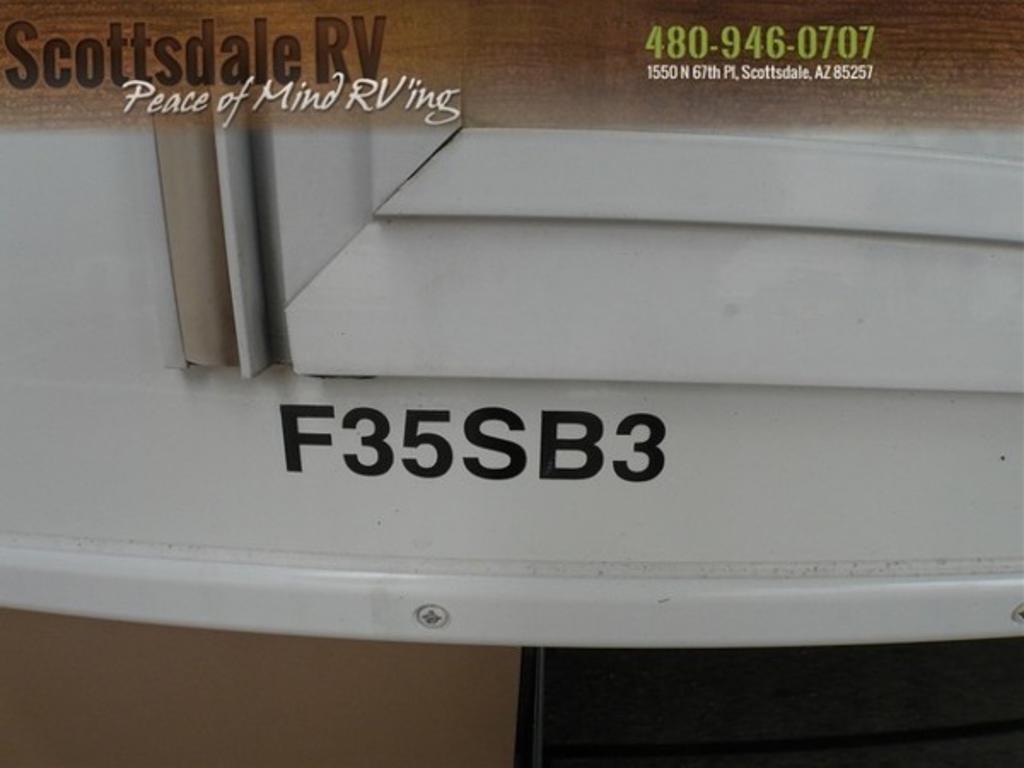 Scottsdale RV
Peace of Mind RV'ing
480-946-0707
1550 N 67th Pl, Scottsdale, AZ 85257
F35SB3